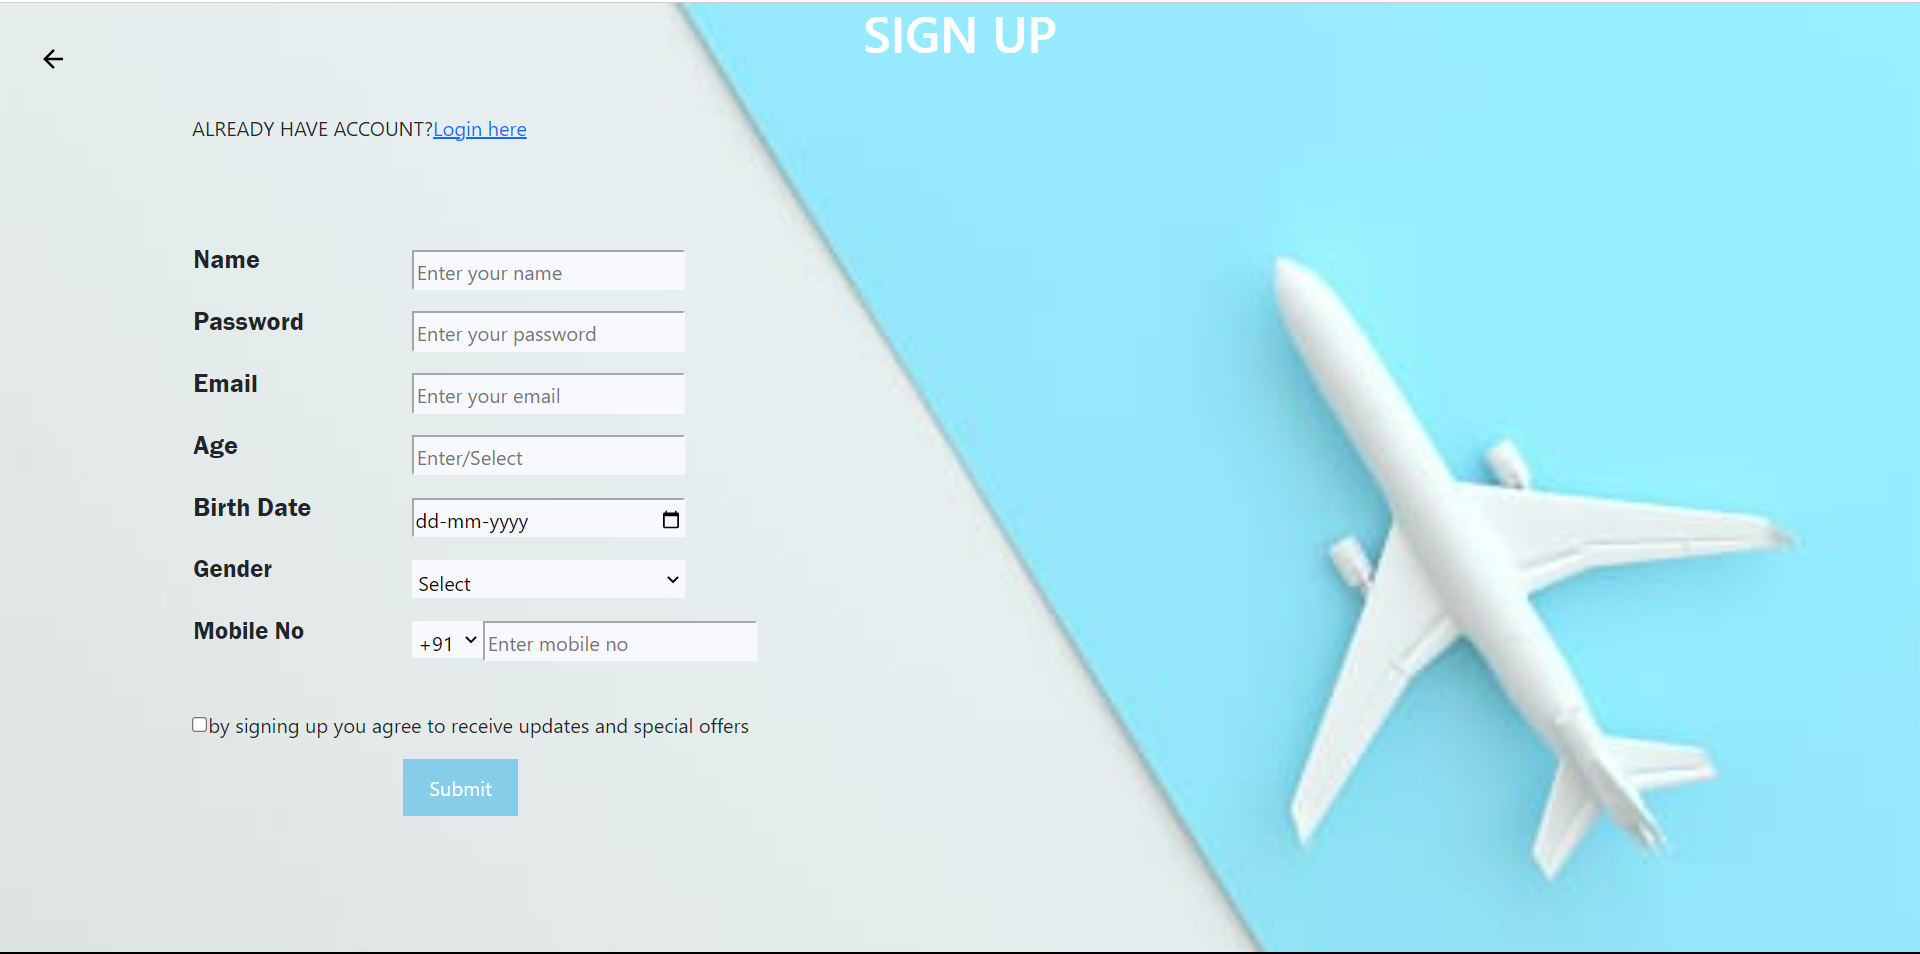 SIGN UP
ALREADY HAVE ACCOUNT?Login here
Name Enter your name
Password Enter your password
Email Enter your email
Age Enter/Select
Birth Date dd-mm-yyyy
Gender Select
Mobile No +91 Enter mobile no
by signing up you agree to receive updates and special offers
Submit